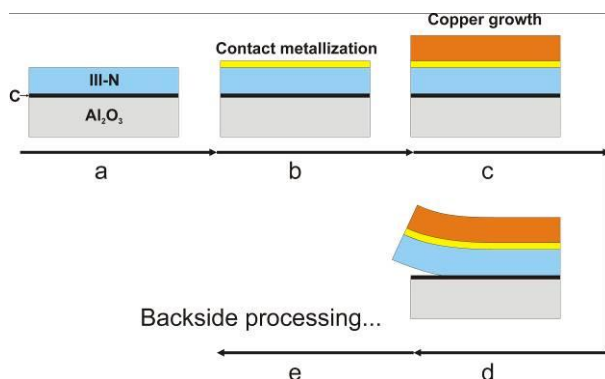 Copper growth
Contact metallization
III-N
C
Al₂O₃
a
b
c
Backside processing...
e
d